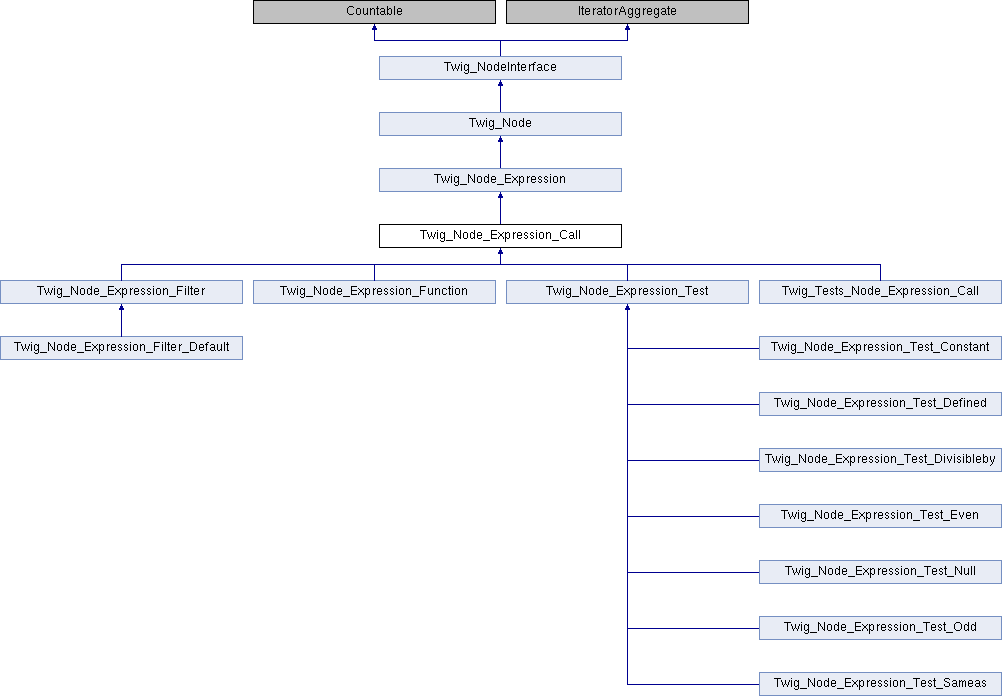 Countable
IteratorAggregate
Twig_NodeInterface
Twig_Node
Twig_Node_Expression
Twig_Node_Expression_Call
Twig_Node_Expression_Filter
Twig_Node_Expression_Function
Twig_Node_Expression_Test
Twig_Tests_Node_Expression_Call
Twig_Node_Expression_Filter_Default
Twig_Node_Expression_Test_Constant
Twig_Node_Expression_Test_Defined
Twig_Node_Expression_Test_Divisibleby
Twig_Node_Expression_Test_Even
Twig_Node_Expression_Test_Null
Twig_Node_Expression_Test_Odd
Twig_Node_Expression_Test_Sameas